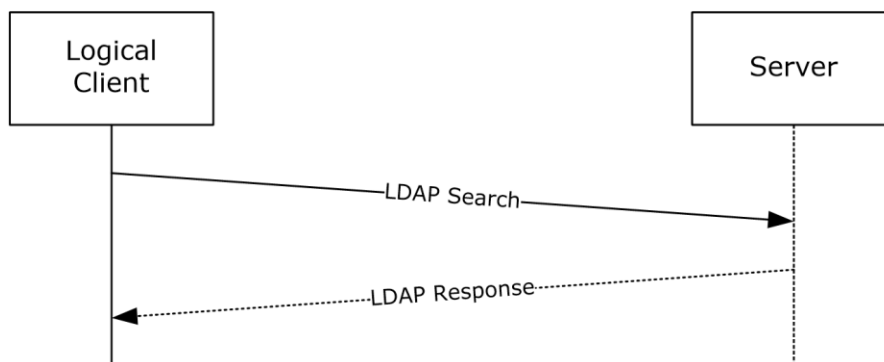 Logical
Client
Server
LDAP Search
LDAP Response